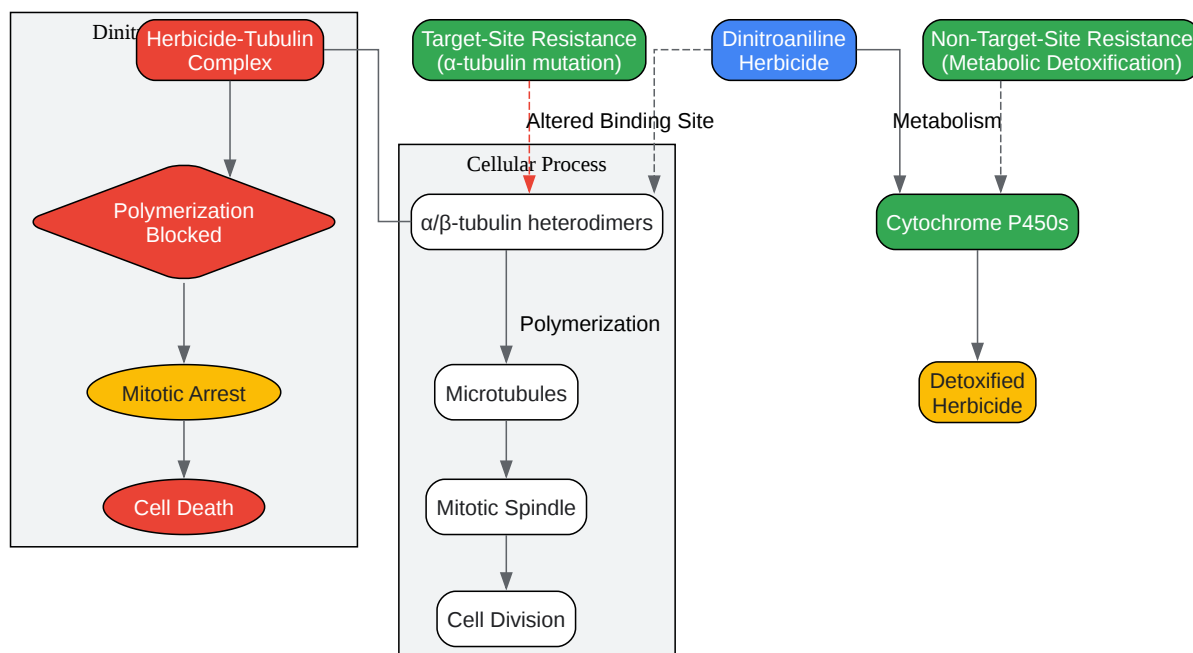 Herbicide-Tubulin
Complex
Target-Site Resistance
(α-tubulin mutation)
Dinitroaniline
Herbicide
Non-Target-Site Resistance
(Metabolic Detoxification)
Altered Binding Site
Metabolism
Cellular Process
Polymerization
Blocked
α/β-tubulin heterodimers
Cytochrome P450s
Polymerization
Mitotic Arrest
Microtubules
Detoxified
Herbicide
Cell Death
Mitotic Spindle
Cell Division